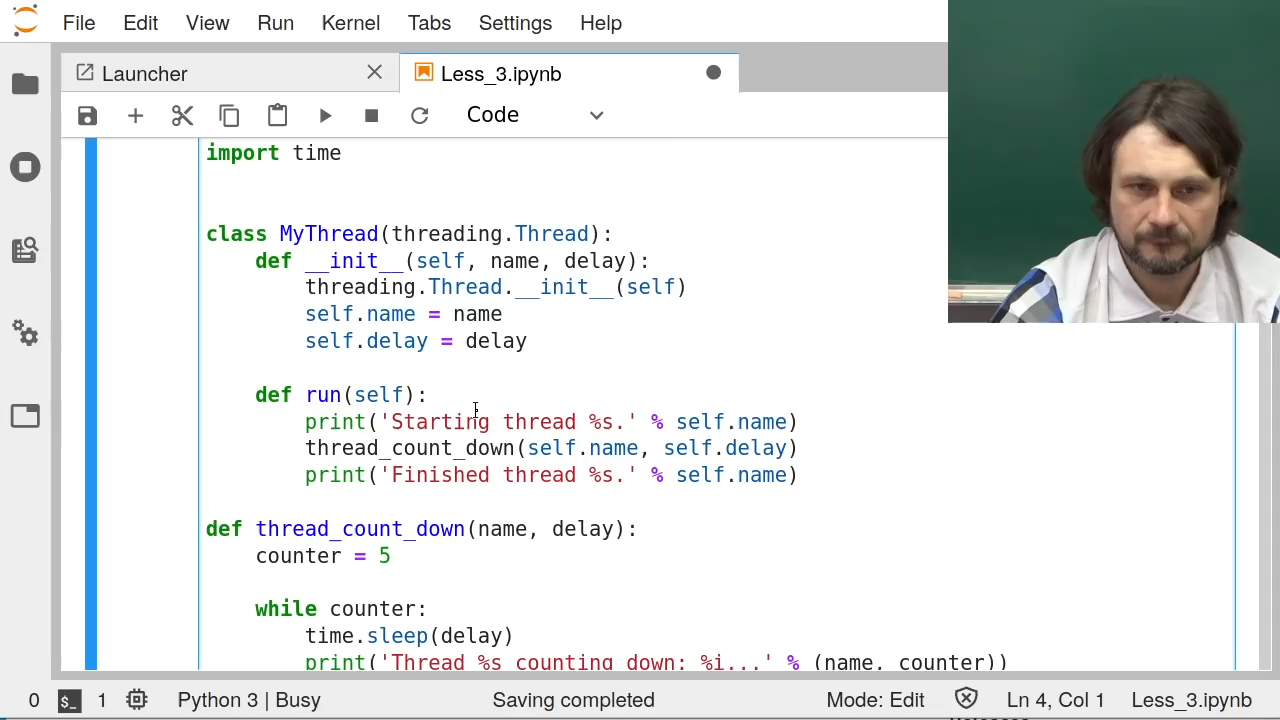 File Edit View Run Kernel Tabs Settings Help
Launcher
Less_3.ipynb
Code
import time
class MyThread(threading.Thread):
def __init__(self, name, delay):
threading.Thread.__init__(self)
self.name = name
self.delay = delay
def run(self):
print('Starting thread %s.' % self.name)
thread_count_down(self.name, self.delay)
print('Finished thread %s.' % self.name)
def thread_count_down(name, delay):
counter = 5
while counter:
time.sleep(delay)
print('Thread %s counting down: %i...' % (name, counter))
0 $_ 1 Python 3 | Busy Saving completed Mode: Edit Ln 4, Col 1 Less_3.ipynb